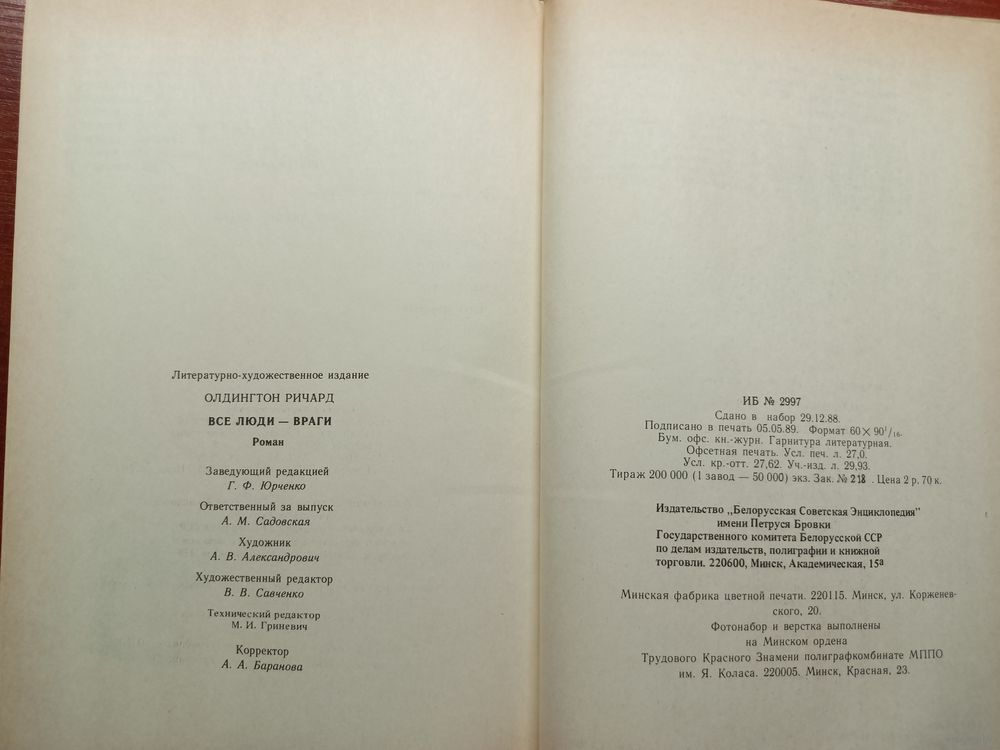 Литературно-художественное издание
ОЛДИНГТОН РИЧАРД
ВСЕ ЛЮДИ — ВРАГИ
Роман
Заведующий редакцией
Г. Ф. Юрченко
Ответственный за выпуск
А. М. Садовская
Художник
А. В. Александрович
Художественный редактор
В. В. Савченко
Технический редактор
М. И. Гриневич
Корректор
А. А. Баранова
ИБ № 2997
Сдано в набор 29.12.88.
Подписано в печать 05.05.89. Формат 60×90¹/₁₆.
Бум. офс. кн.-журн. Гарнитура литературная.
Офсетная печать. Усл. печ. л. 27,0.
Усл. кр.-отт. 27,62. Уч.-изд. л. 29,93.
Тираж 200 000 (1 завод — 50 000) экз. Зак. № 218 . Цена 2 р. 70 к.
Издательство „Белорусская Советская Энциклопедия"
имени Петруся Бровки
Государственного комитета Белорусской ССР
по делам издательств, полиграфии и книжной
торговли. 220600, Минск, Академическая, 15а
Минская фабрика цветной печати. 220115. Минск, ул. Корженев-
ского, 20.
Фотонабор и верстка выполнены
на Минском ордена
Трудового Красного Знамени полиграфкомбинате МППО
им. Я. Коласа. 220005. Минск, Красная, 23.